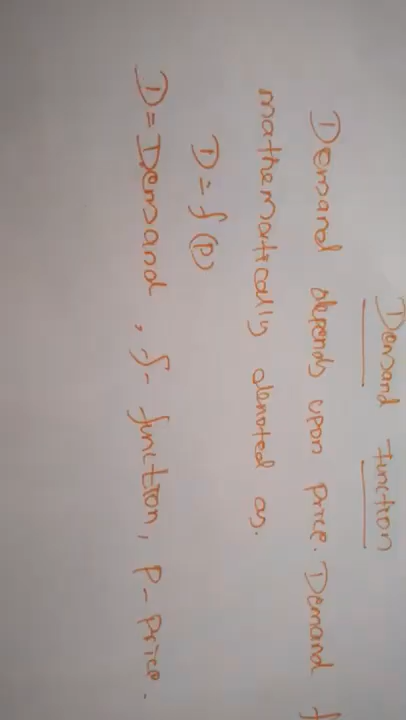 Demand function
Demand depends upon price. Demand f
mathematically denoted as.
D = f (P)
D = Demand, f - function, P - Price.